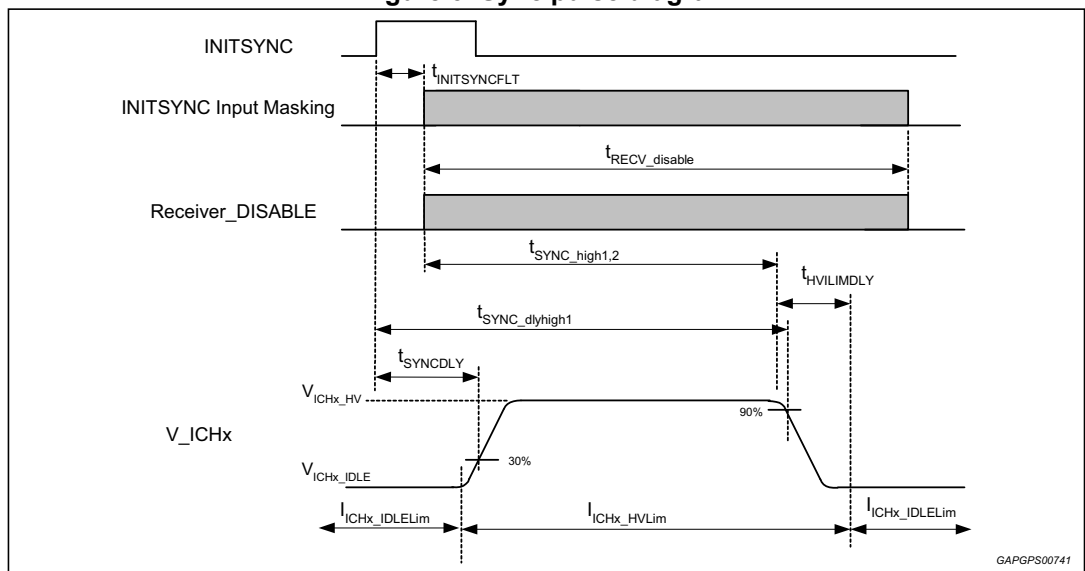 INITSYNC
tINITSYNCFLT
INITSYNC Input Masking
tRECV_disable
Receiver_DISABLE
tSYNC_high1,2
tHVILIMDLY
tSYNC_dlyhigh1
tSYNCDLY
VICHx_HV
90%
V_ICHx
30%
VICHx_IDLE
IICHx_IDLELim
IICHx_HVLim
IICHx_IDLELim
GAPGPS00741